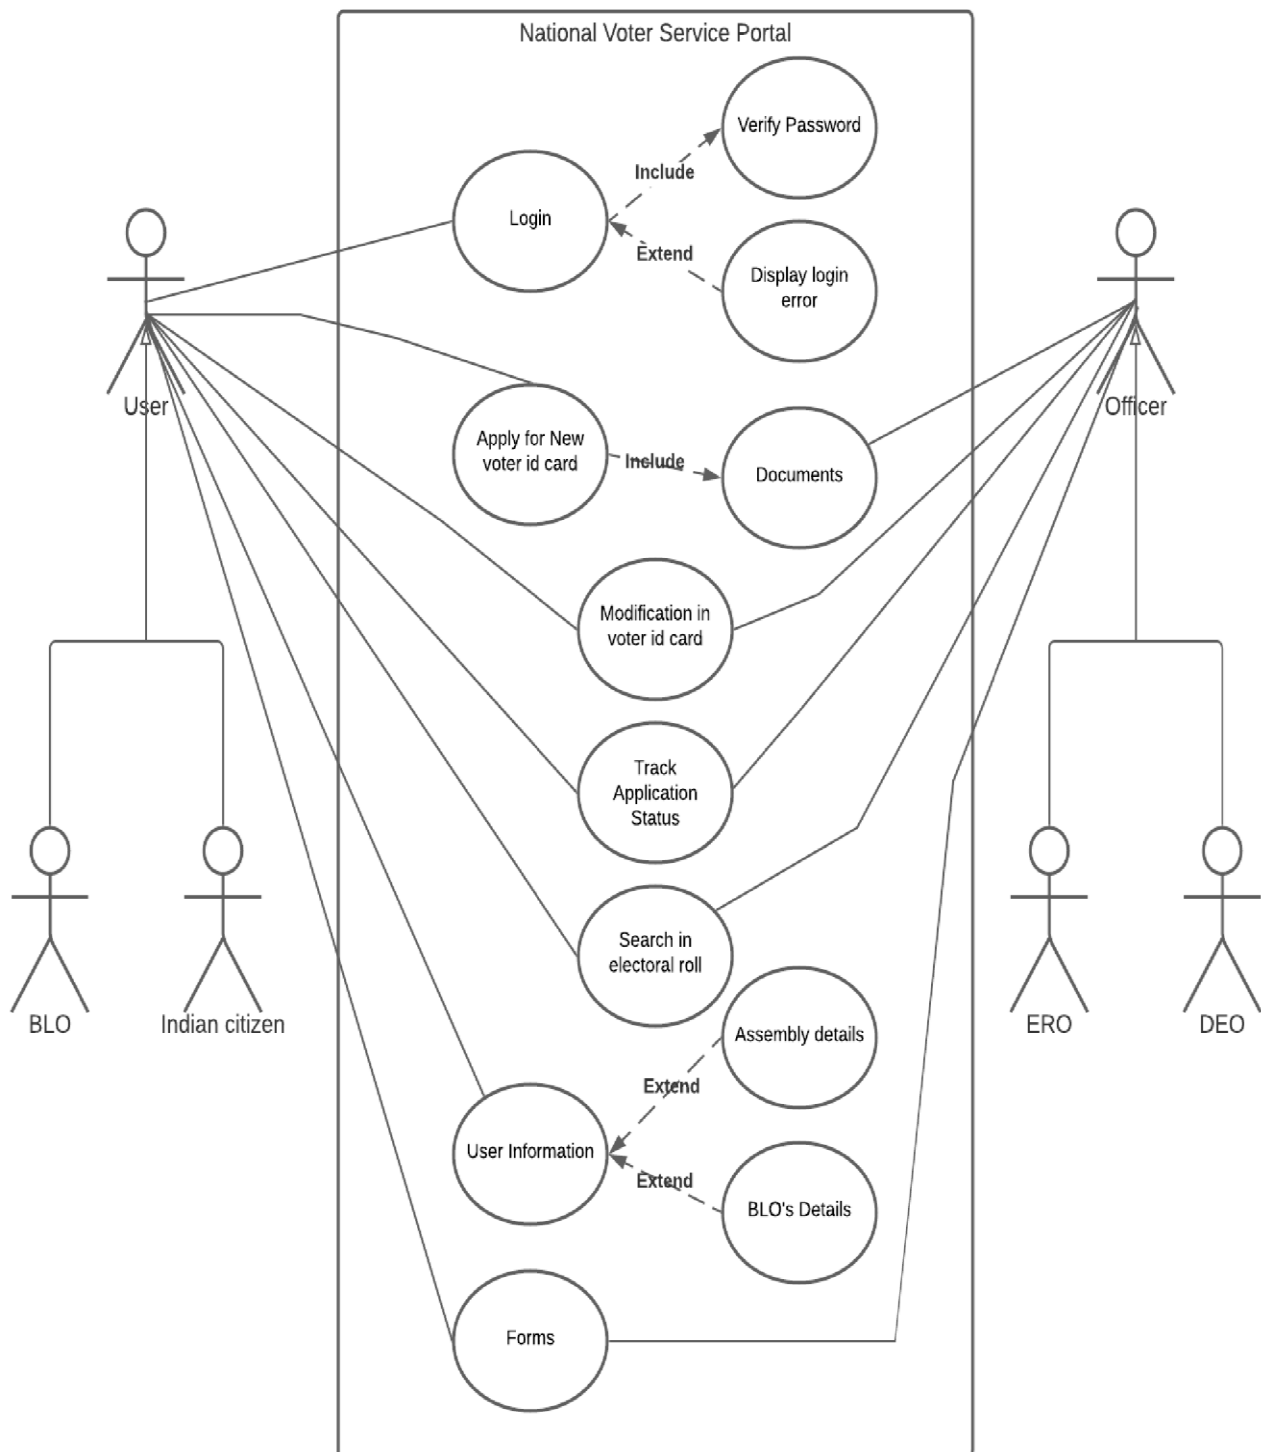 National Voter Service Portal
Verify Password
Include
Login
Extend
Display login
error
User
Officer
Apply for New
voter id card
Include
Documents
Modification in
voter id card
Track
Application
Status
Search in
electoral roll
BLO
Indian citizen
ERO
DEO
Assembly details
Extend
User Information
Extend
BLO's Details
Forms